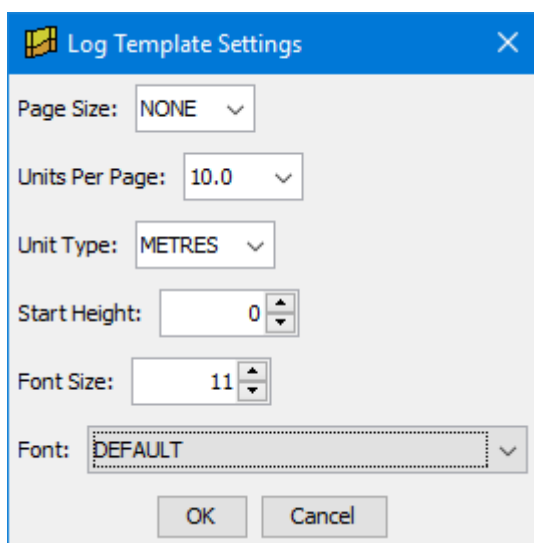 Log Template Settings
Page Size: NONE
Units Per Page: 10.0
Unit Type: METRES
Start Height: 0
Font Size: 11
Font: DEFAULT
OK Cancel